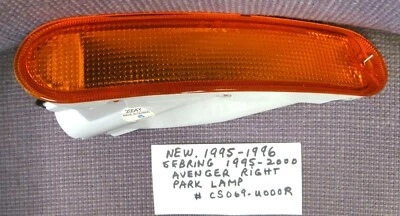 NEW. 1995-1996
SEBRING 1995-2000
AVENGER RIGHT
PARK LAMP
# CS069-U000R